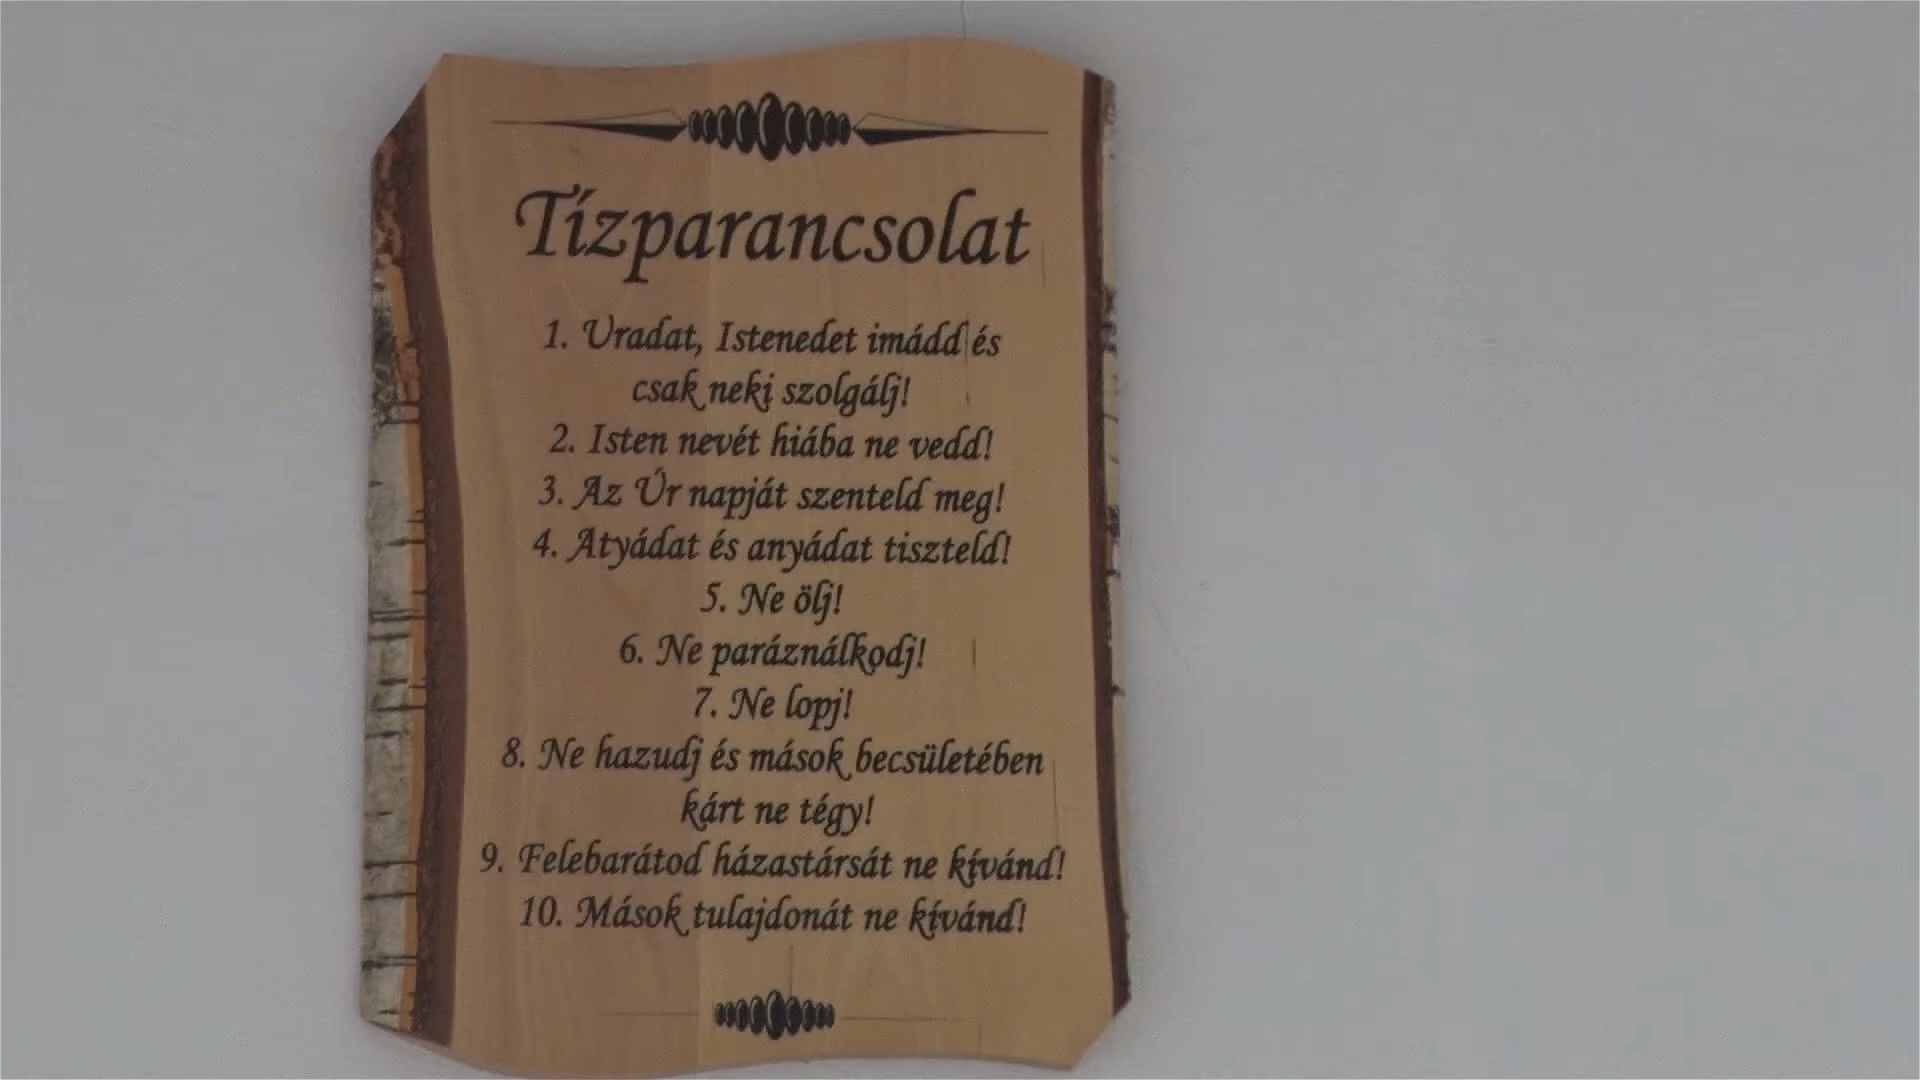 Tízparancsolat
1. Uradat, Istenedet imádd és
csak neki szolgálj!
2. Isten nevét hiába ne vedd!
3. Az Úr napját szenteld meg!
4. Atyádat és anyádat tiszteld!
5. Ne ölj!
6. Ne paráználkodj!
7. Ne lopj!
8. Ne hazudj és mások becsületében
kárt ne tégy!
9. Felebarátod házastársát ne kívánd!
10. Mások tulajdonát ne kívánd!